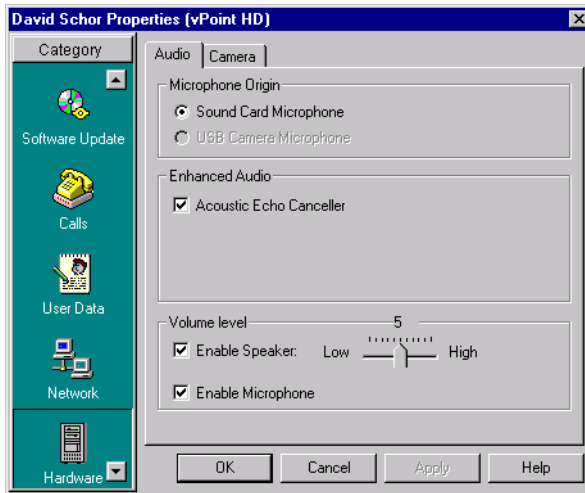 David Schor Properties (vPoint HD)
Category
Software Update
Calls
User Data
Network
Hardware
Audio
Camera
Microphone Origin
Sound Card Microphone
USB Camera Microphone
Enhanced Audio
Acoustic Echo Canceller
Volume level
5
Enable Speaker: Low High
Enable Microphone
OK Cancel Apply Help